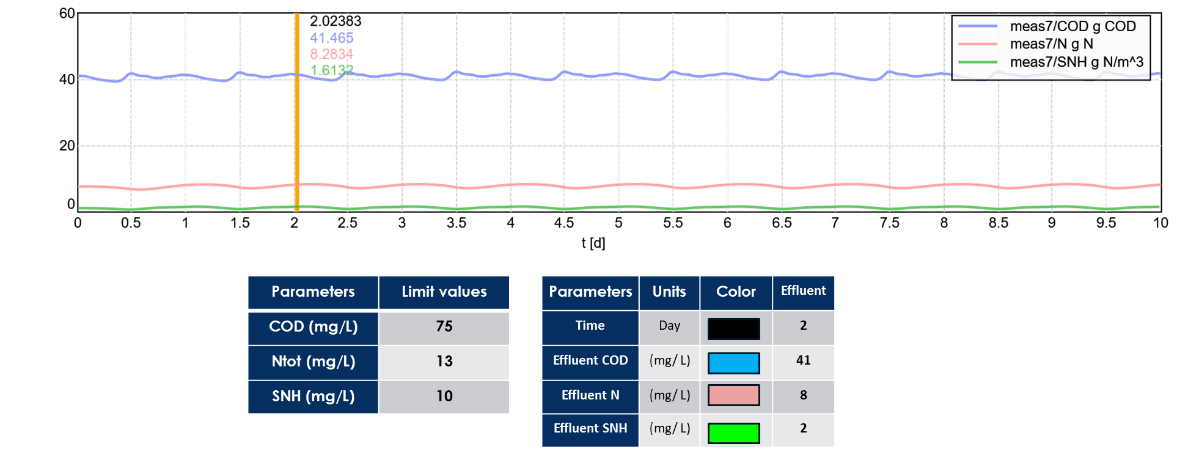 60
40
20
0
2.02383
41.465
8.2834
1.6132
meas7/COD g COD
meas7/N g N
meas7/SNH g N/m^3
0 0.5 1 1.5 2 2.5 3 3.5 4 4.5 5 5.5 6 6.5 7 7.5 8 8.5 9 9.5 10
t [d]
Parameters Limit values
COD (mg/L) 75
Ntot (mg/L) 13
SNH (mg/L) 10
Parameters Units Color Effluent
Time Day 2
Effluent COD (mg/L) 41
Effluent N (mg/L) 8
Effluent SNH (mg/L) 2